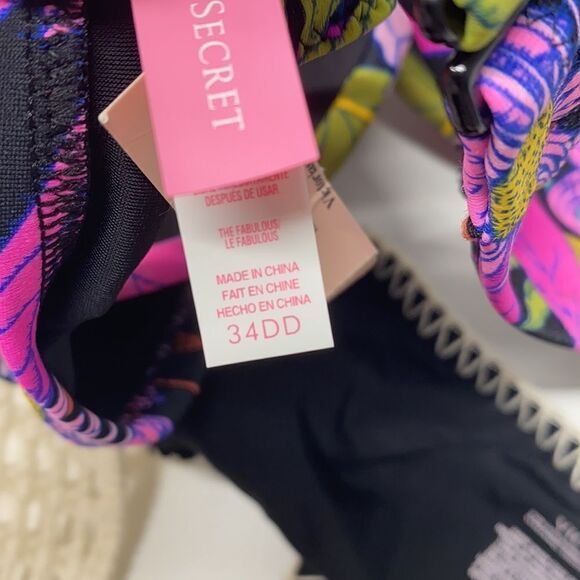 SECRET
DESPUÉS DE USAR
THE FABULOUS/
LE FABULOUS
MADE IN CHINA
FAIT EN CHINE
HECHO EN CHINA
34DD